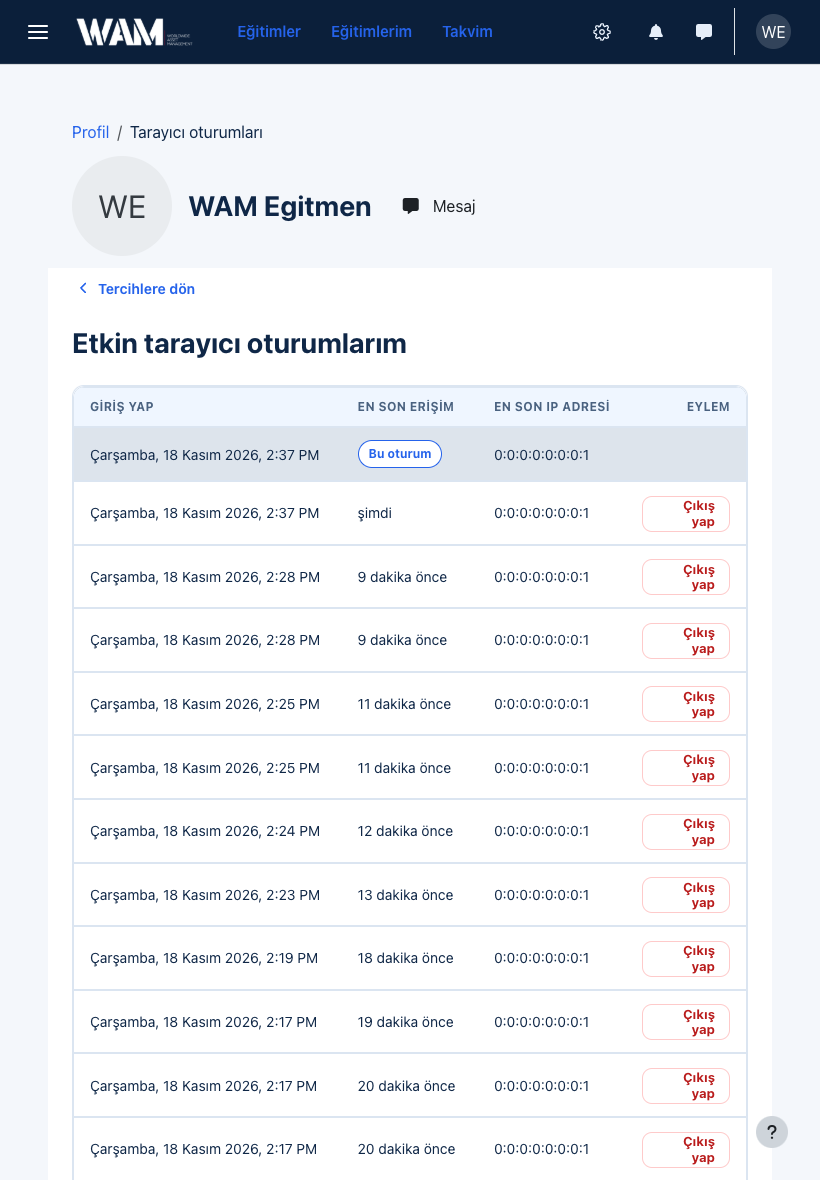 WAM WORLDWIDE ASSET MANAGEMENT Eğitimler Eğitimlerim Takvim WE
Profil / Tarayıcı oturumları
WE WAM Egitmen Mesaj
Tercihlere dön
Etkin tarayıcı oturumlarım
GİRİŞ YAP EN SON ERİŞİM EN SON IP ADRESİ EYLEM
Çarşamba, 18 Kasım 2026, 2:37 PM Bu oturum 0:0:0:0:0:0:0:1
Çarşamba, 18 Kasım 2026, 2:37 PM şimdi 0:0:0:0:0:0:0:1 Çıkış
yap
Çarşamba, 18 Kasım 2026, 2:28 PM 9 dakika önce 0:0:0:0:0:0:0:1 Çıkış
yap
Çarşamba, 18 Kasım 2026, 2:28 PM 9 dakika önce 0:0:0:0:0:0:0:1 Çıkış
yap
Çarşamba, 18 Kasım 2026, 2:25 PM 11 dakika önce 0:0:0:0:0:0:0:1 Çıkış
yap
Çarşamba, 18 Kasım 2026, 2:25 PM 11 dakika önce 0:0:0:0:0:0:0:1 Çıkış
yap
Çarşamba, 18 Kasım 2026, 2:24 PM 12 dakika önce 0:0:0:0:0:0:0:1 Çıkış
yap
Çarşamba, 18 Kasım 2026, 2:23 PM 13 dakika önce 0:0:0:0:0:0:0:1 Çıkış
yap
Çarşamba, 18 Kasım 2026, 2:19 PM 18 dakika önce 0:0:0:0:0:0:0:1 Çıkış
yap
Çarşamba, 18 Kasım 2026, 2:17 PM 19 dakika önce 0:0:0:0:0:0:0:1 Çıkış
yap
Çarşamba, 18 Kasım 2026, 2:17 PM 20 dakika önce 0:0:0:0:0:0:0:1 Çıkış
yap
Çarşamba, 18 Kasım 2026, 2:17 PM 20 dakika önce 0:0:0:0:0:0:0:1 Çıkış
yap
?